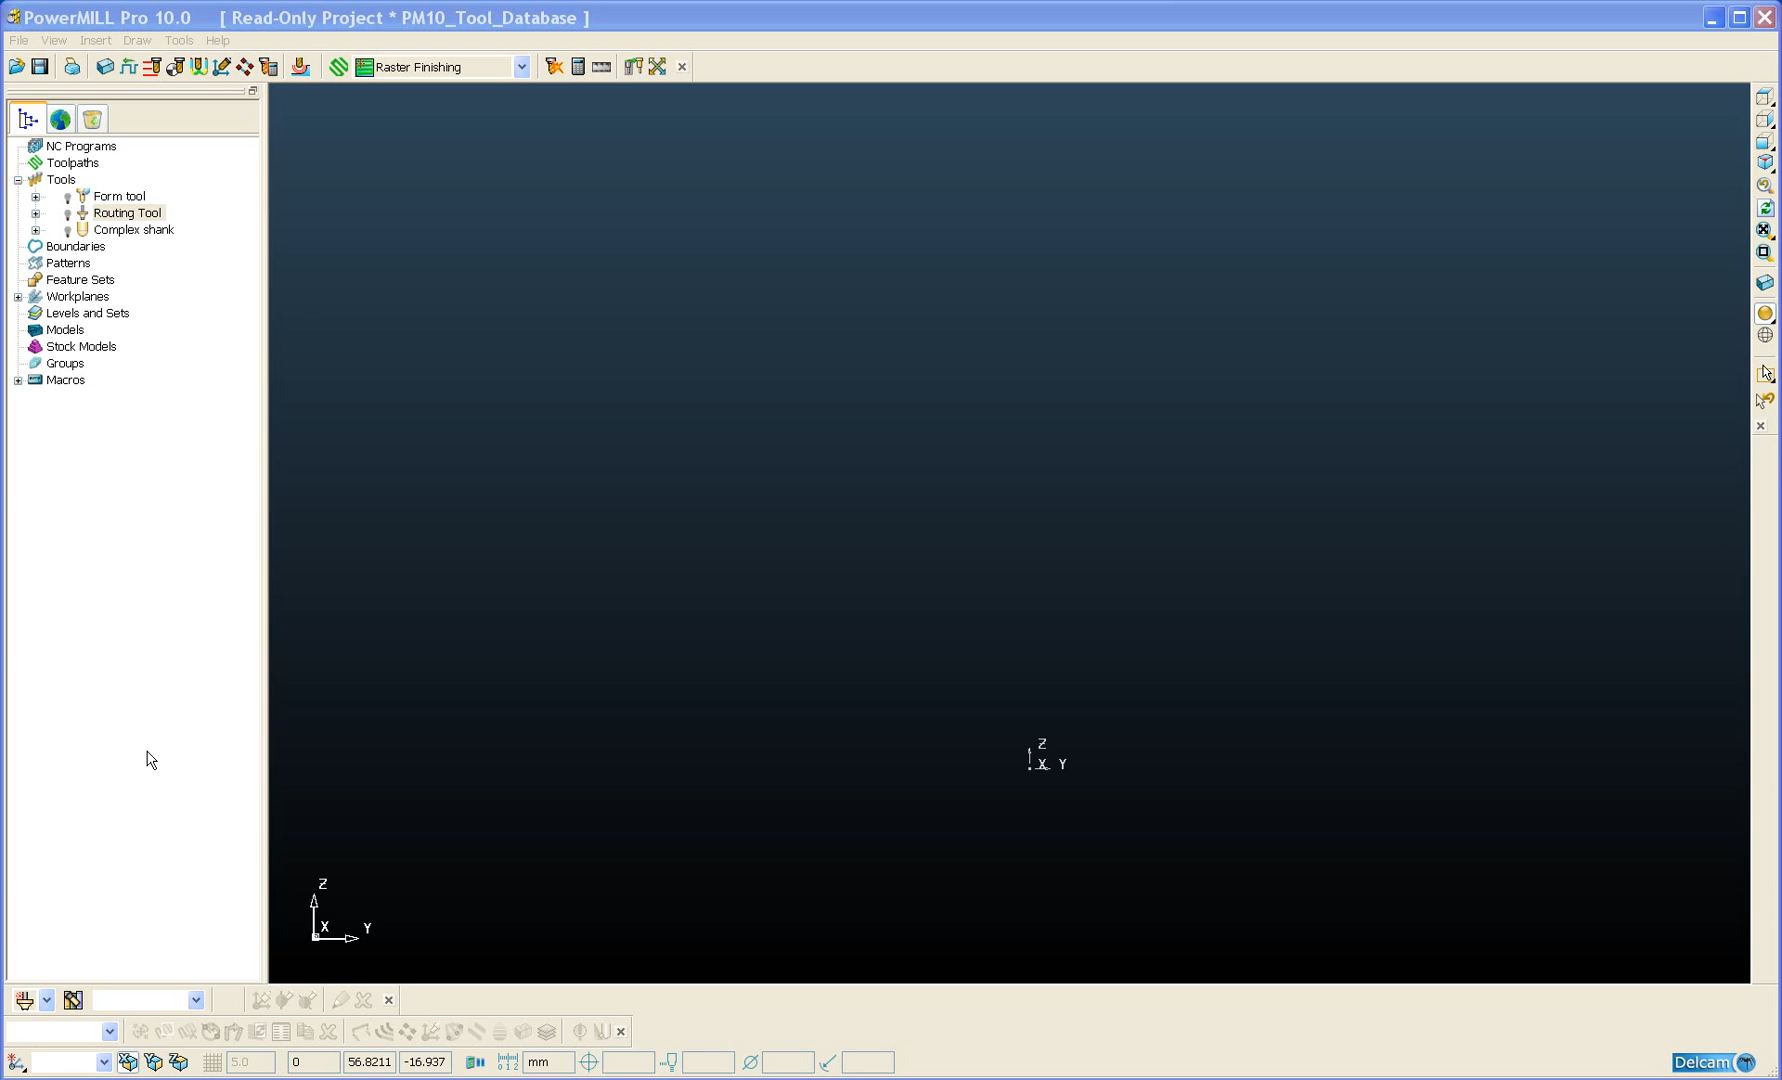 PowerMILL Pro 10.0 [ Read-Only Project * PM10_Tool_Database ]
File View Insert Draw Tools Help
Raster Finishing
NC Programs
Toolpaths
Tools
Form tool
Routing Tool
Complex shank
Boundaries
Patterns
Feature Sets
Workplanes
Levels and Sets
Models
Stock Models
Groups
Macros
Z
X Y
Z
X Y
5.0 0 56.8211 -16.937 mm
Delcam